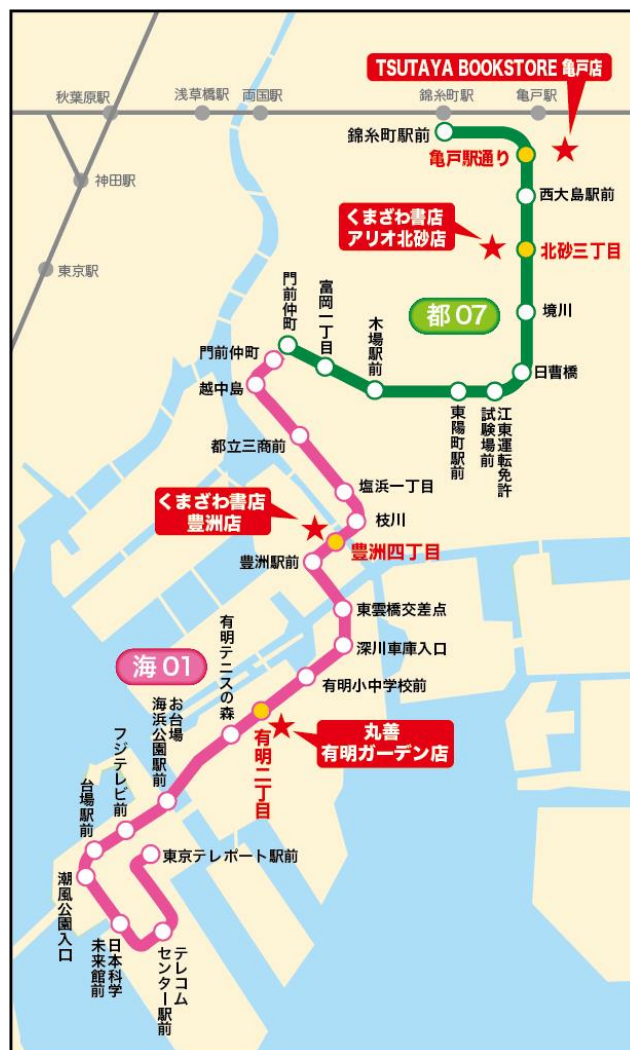 TSUTAYA BOOKSTORE 亀戸店
秋葉原駅
浅草橋駅
両国駅
錦糸町駅
亀戸駅
錦糸町駅前
亀戸駅通り
神田駅
西大島駅前
くまざわ書店
アリオ北砂店
北砂三丁目
東京駅
都07
境川
門前仲町
富岡一丁目
木場駅前
門前仲町
日曹橋
越中島
東陽町駅前
江東運転免許
試験場前
都立三商前
塩浜一丁目
くまざわ書店
豊洲店
枝川
豊洲四丁目
豊洲駅前
東雲橋交差点
深川車庫入口
海01
有明テニスの森
有明小中学校前
お台場
海浜公園駅前
有明二丁目
丸善
有明ガーデン店
フジテレビ前
台場駅前
東京テレポート駅前
潮風公園入口
日本科学
未来館前
テレコム
センター駅前